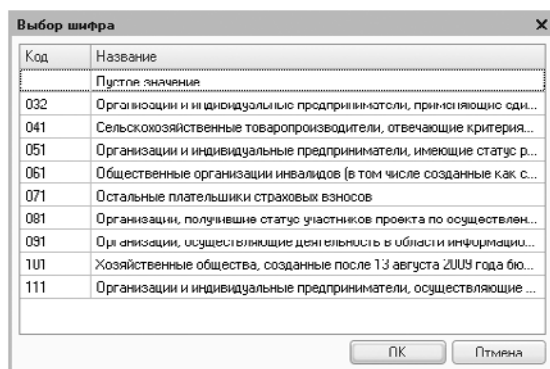 Выбор шифра
Код Название
Пустое значение
032 Организации и индивидуальные предприниматели, применяющие еди...
041 Сельскохозяйственные товаропроизводители, отвечающие критерия...
051 Организации и индивидуальные предприниматели, имеющие статус р...
061 Общественные организации инвалидов (в том числе созданные как с...
071 Остальные плательщики страховых взносов
081 Организации, получившие статус участников проекта по осуществлен...
091 Организации, осуществляющие деятельность в области информацио...
101 Хозяйственные общества, созданные после 13 августа 2009 года бю...
111 Организации и индивидуальные предприниматели, осуществляющие ...
ОК Отмена